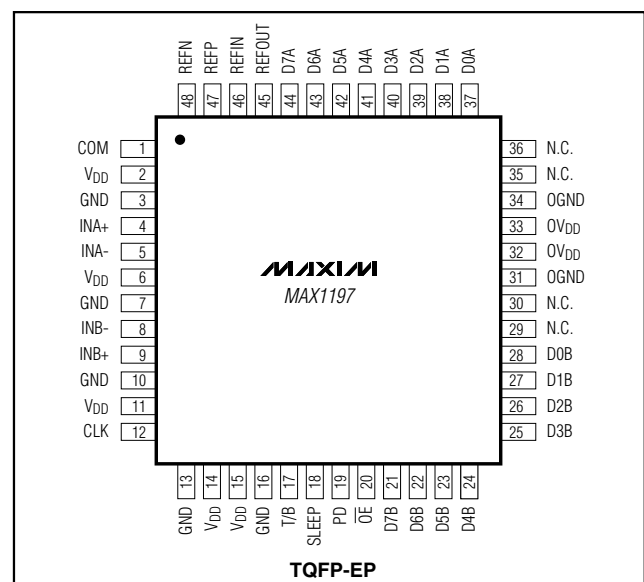 REFN REFP REFIN REFOUT D7A D6A D5A D4A D3A D2A D1A D0A
48 47 46 45 44 43 42 41 40 39 38 37
COM 1
VDD 2
GND 3
INA+ 4
INA- 5
VDD 6
GND 7
INB- 8
INB+ 9
GND 10
VDD 11
CLK 12
MAXIM
MAX1197
36 N.C.
35 N.C.
34 OGND
33 OVDD
32 OVDD
31 OGND
30 N.C.
29 N.C.
28 D0B
27 D1B
26 D2B
25 D3B
13 14 15 16 17 18 19 20 21 22 23 24
GND VDD VDD GND T/B SLEEP PD O̅E̅ D7B D6B D5B D4B
TQFP-EP